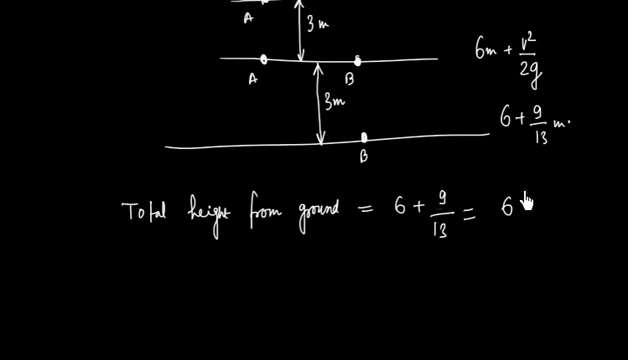 A
3m
6m + v²/2g
A B
3m
6 + 9/13 m.
B
Total height from ground = 6 + 9/13 = 6